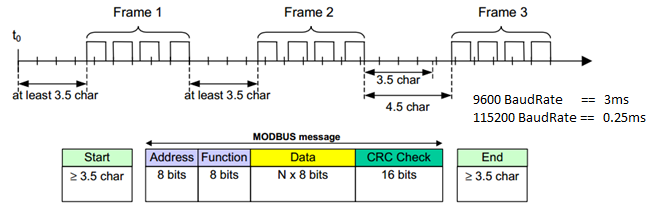 Frame 1 Frame 2 Frame 3
t0
at least 3.5 char at least 3.5 char 3.5 char
4.5 char
9600 BaudRate == 3ms
115200 BaudRate == 0.25ms
MODBUS message
Start Address Function Data CRC Check End
≥ 3.5 char 8 bits 8 bits N x 8 bits 16 bits ≥ 3.5 char